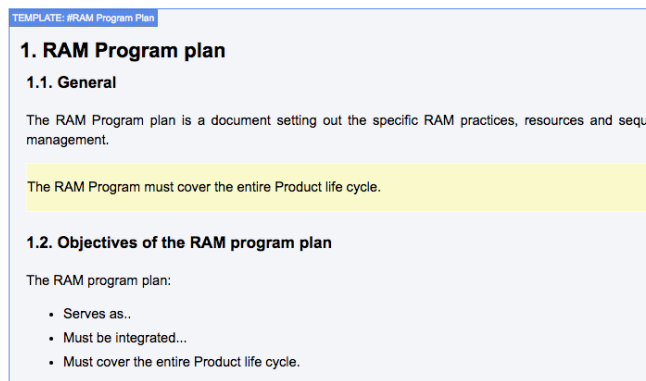 TEMPLATE: #RAM Program Plan
1. RAM Program plan
1.1. General
The RAM Program plan is a document setting out the specific RAM practices, resources and
management.
The RAM Program must cover the entire Product life cycle.
1.2. Objectives of the RAM program plan
The RAM program plan:
• Serves as..
• Must be integrated...
• Must cover the entire Product life cycle.